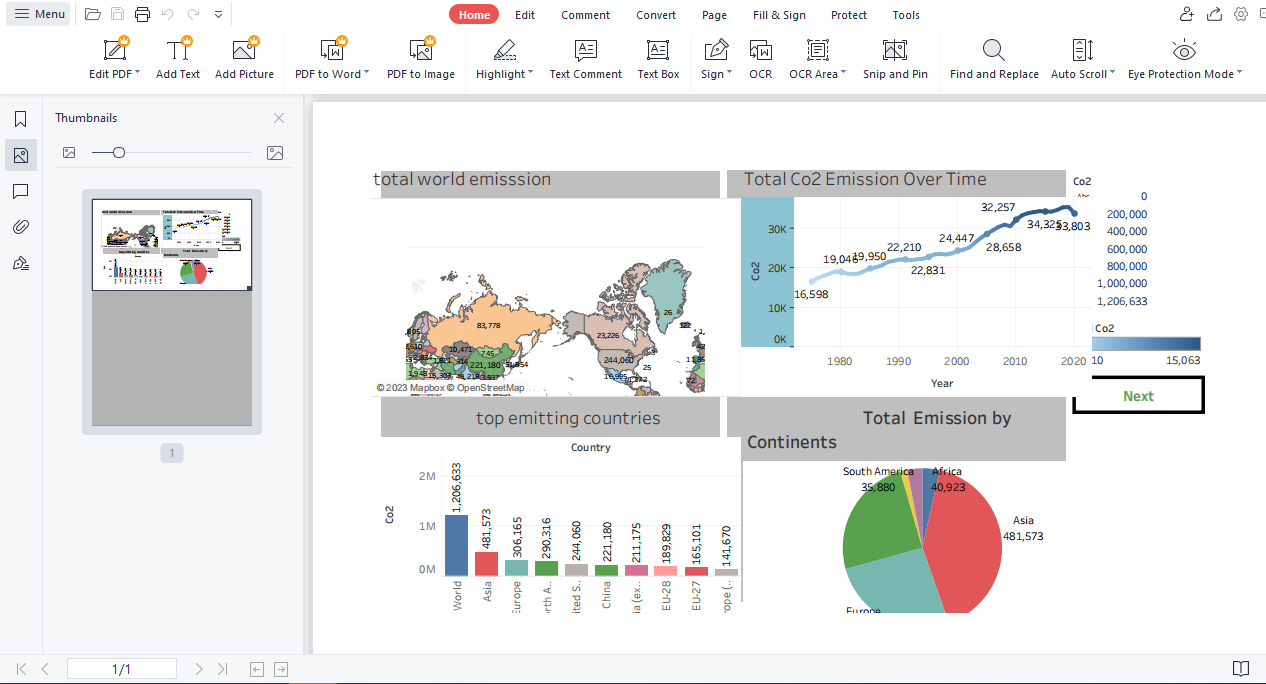 Menu
Home Edit Comment Convert Page Fill & Sign Protect Tools
Edit PDF Add Text Add Picture PDF to Word PDF to Image Highlight Text Comment Text Box Sign OCR OCR Area Snip and Pin Find and Replace Auto Scroll Eye Protection Mode
Thumbnails
1
total world emisssion
83,778
26
23,226
10,471
745
244,060
221,180
25
© 2023 Mapbox © OpenStreetMap
Total Co2 Emission Over Time
Co2
30K
20K
10K
0K
16,598
19,046
19,950
22,210
22,831
24,447
28,658
32,257
34,325
33,803
1980 1990 2000 2010 2020
Year
Co2
0
200,000
400,000
600,000
800,000
1,000,000
1,206,633
Co2
10 15,063
Next
top emitting countries
Country
Co2
2M
1M
0M
1,206,633
481,573
306,165
290,316
244,060
221,180
211,175
189,829
165,101
141,670
World
Asia
Europe
rth A..
ited S..
China
ia (ex..
EU-28
EU-27
rope (..
Total Emission by
Continents
South America
35,880
Africa
40,923
Asia
481,573
Europe
1/1